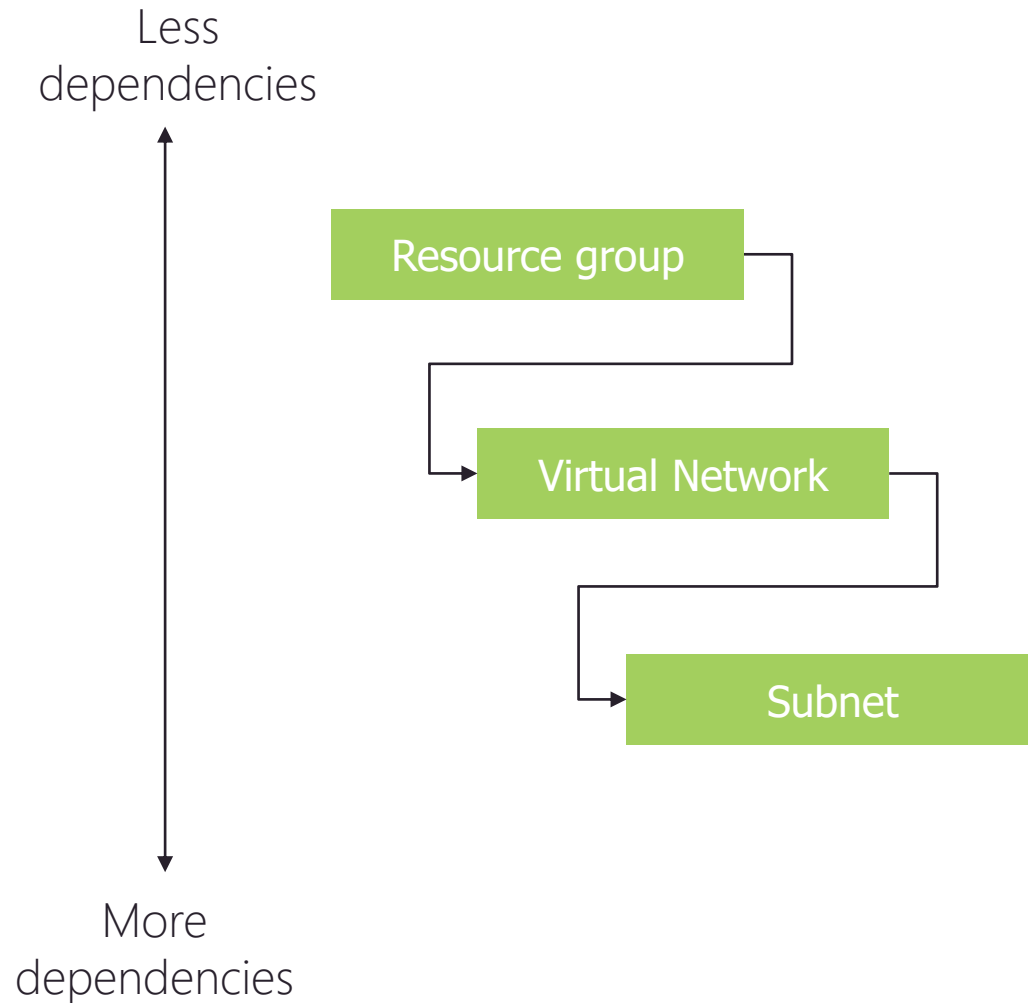 Less
dependencies
Resource group
Virtual Network
Subnet
More
dependencies